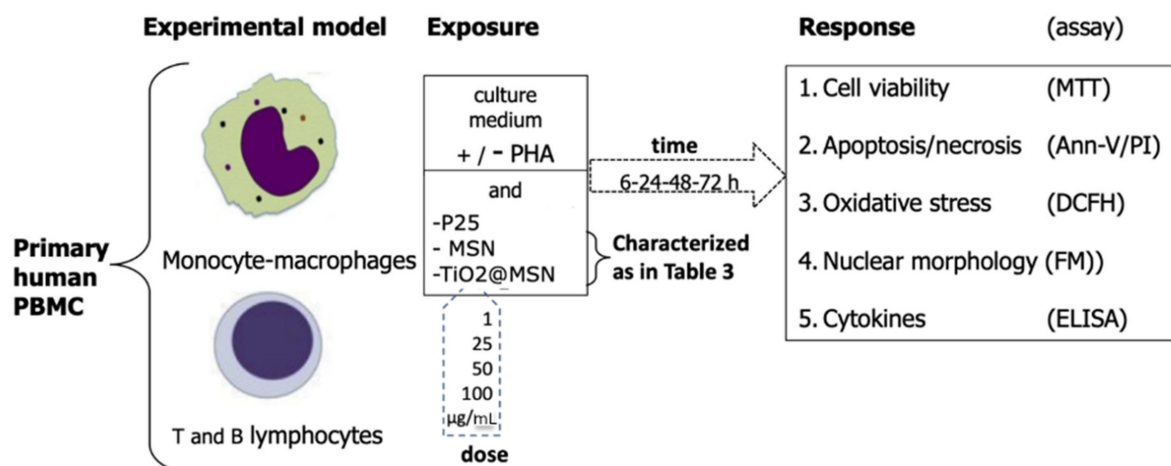 Experimental model
Exposure
Response (assay)
Primary
human
PBMC
Monocyte-macrophages
T and B lymphocytes
culture
medium
+ / - PHA
and
-P25
- MSN
-TiO2@MSN
Characterized
as in Table 3
1
25
50
100
µg/mL
dose
time
6-24-48-72 h
1. Cell viability (MTT)
2. Apoptosis/necrosis (Ann-V/PI)
3. Oxidative stress (DCFH)
4. Nuclear morphology (FM))
5. Cytokines (ELISA)